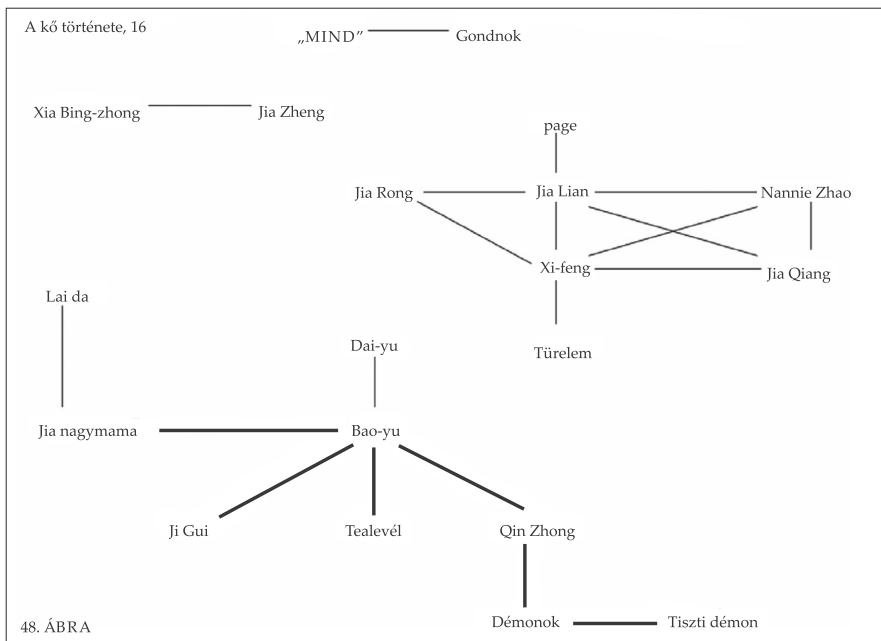 A kő története, 16
„MIND” Gondnok
Xia Bing-zhong Jia Zheng
page
Jia Rong Jia Lian Nannie Zhao
Xi-feng Jia Qiang
Lai da
Dai-yu Türelem
Jia nagymama Bao-yu
Ji Gui Tealevél Qin Zhong
Démonok Tiszti démon
48. ÁBRA